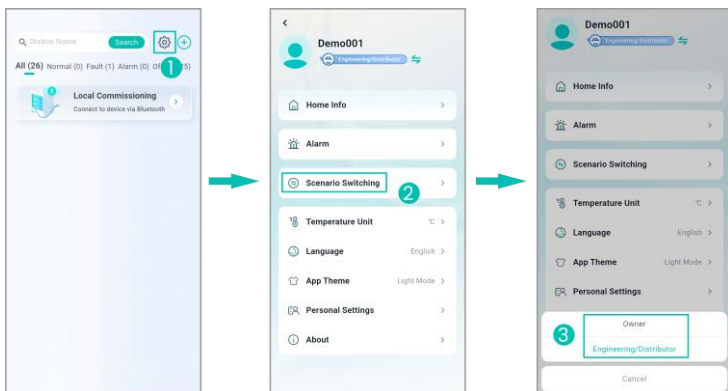 Station Name
Search
1
All (26) Normal (0) Fault (1) Alarm (0)
Local Commissioning
Connect to device via Bluetooth
Demo001
Engineering/Distributor
Home Info
Alarm
Scenario Switching
2
Temperature Unit ℃
Language English
App Theme Light Mode
Personal Settings
About
Demo001
Engineering/Distributor
Home Info
Alarm
Scenario Switching
Temperature Unit ℃
Language English
App Theme Light Mode
Personal Settings
3
Owner
Engineering/Distributor
Cancel